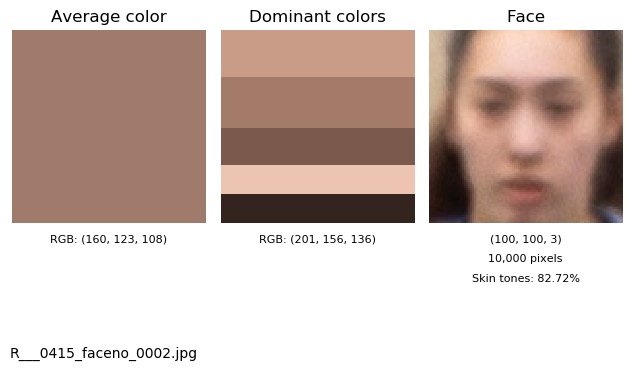 Average color
Dominant colors
Face
RGB: (160, 123, 108)
RGB: (201, 156, 136)
(100, 100, 3)
10,000 pixels
Skin tones: 82.72%
R___0415_faceno_0002.jpg